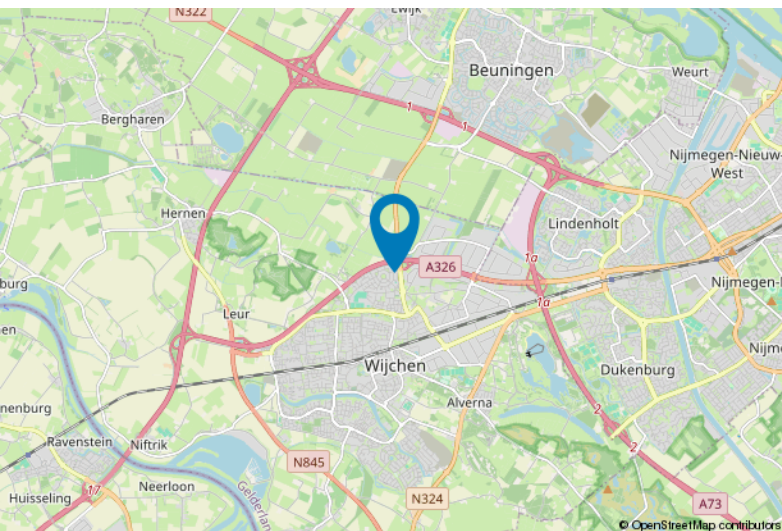 N322
Ewijk
Beuningen
Weurt
1
Bergharen
1
Nijmegen-Nieuw-
West
Hernen
Lindenholt
1a
A326
burg
Nijmegen-
1a
Leur
en
Wijchen
Dukenburg
Nijm
Alverna
nenburg
2
Ravenstein
Niftrik
2
N845
17
Neerloon
Huisseling
Gelderlan
N324
A73
© OpenStreetMap contributors